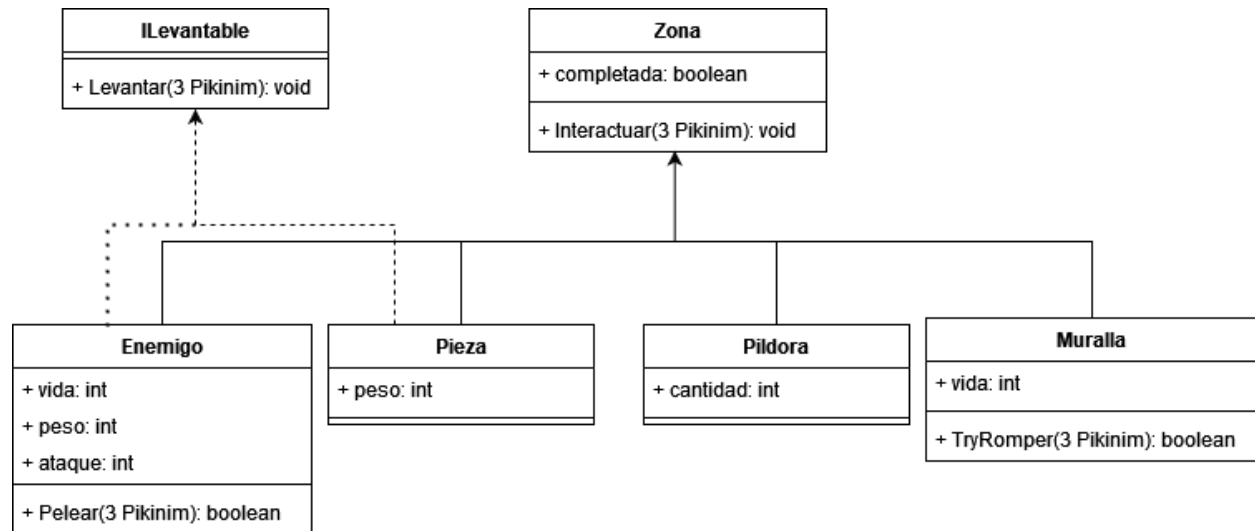 ILevantable
+ Levantar(3 Pikinim): void
Zona
+ completada: boolean
+ Interactuar(3 Pikinim): void
Enemigo
+ vida: int
+ peso: int
+ ataque: int
+ Pelear(3 Pikinim): boolean
Pieza
+ peso: int
Pildora
+ cantidad: int
Muralla
+ vida: int
+ TryRomper(3 Pikinim): boolean